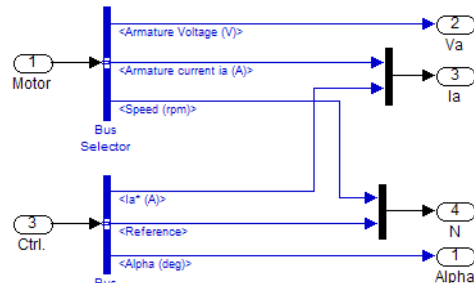 <Armature Voltage (V)>
2
Va
1
Motor
<Armature current ia (A)>
3
Ia
<Speed (rpm)>
Bus
Selector
<Ia* (A)>
3
Ctrl.
<Reference>
4
N
<Alpha (deg)>
1
Alpha
Bus